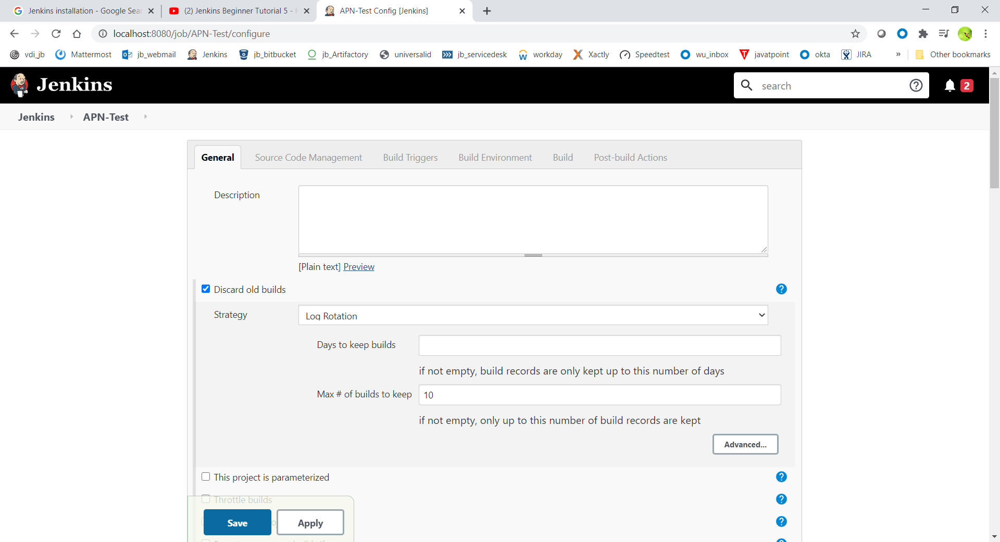 Jenkins installation - Google Sear
(2) Jenkins Beginner Tutorial 5 -
APN-Test Config [Jenkins]
localhost:8080/job/APN-Test/configure
vdi_jb
Mattermost
jb_webmail
Jenkins
jb_bitbucket
jb_Artifactory
universalid
jb_servicedesk
workday
Xactly
Speedtest
wu_inbox
javatpoint
okta
JIRA
»
Other bookmarks
Jenkins
search
2
Jenkins
APN-Test
General
Source Code Management
Build Triggers
Build Environment
Build
Post-build Actions
Description
[Plain text] Preview
Discard old builds
Strategy
Log Rotation
Days to keep builds
if not empty, build records are only kept up to this number of days
Max # of builds to keep
10
if not empty, only up to this number of build records are kept
Advanced...
This project is parameterized
Throttle builds
Save
Apply